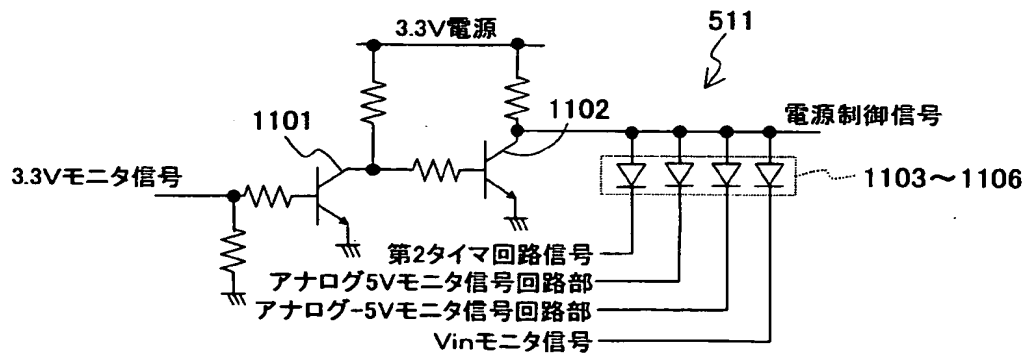 511
3.3V電源
1101
1102
電源制御信号
3.3Vモニタ信号
1103～1106
第2タイマ回路信号
アナログ5Vモニタ信号回路部
アナログ-5Vモニタ信号回路部
Vinモニタ信号